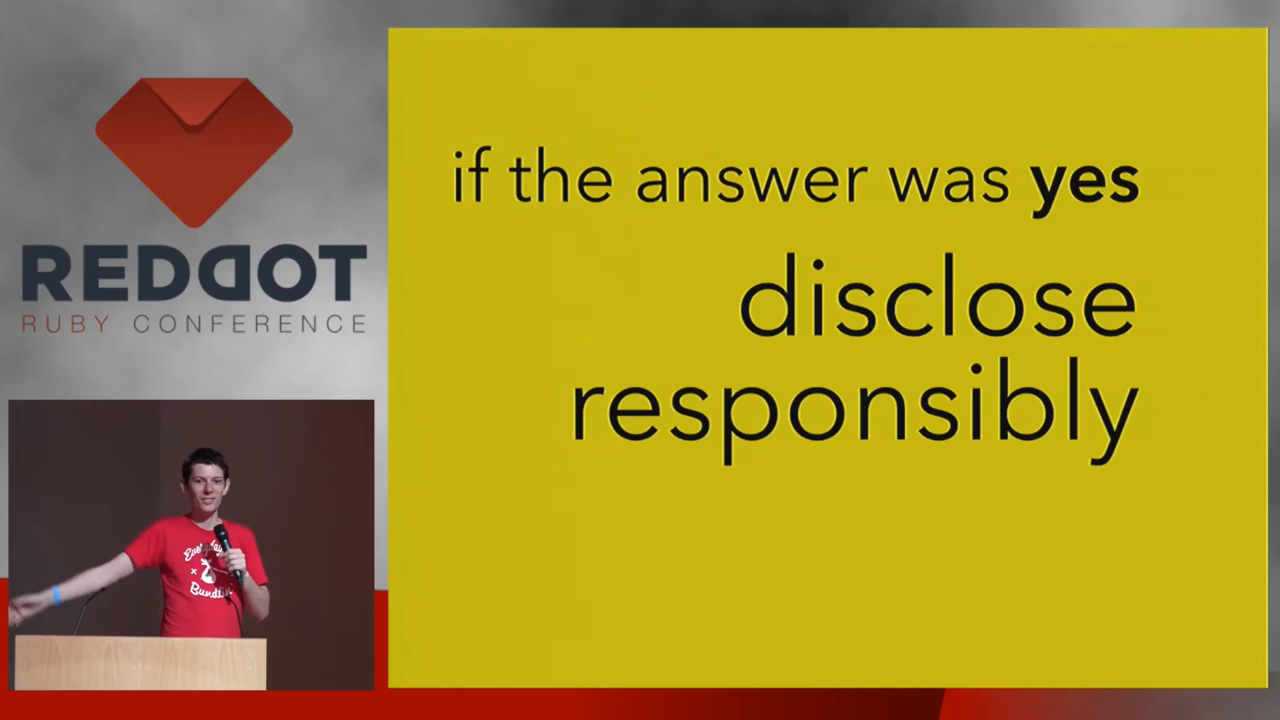 REDDOT
RUBY CONFERENCE
if the answer was yes
disclose
responsibly